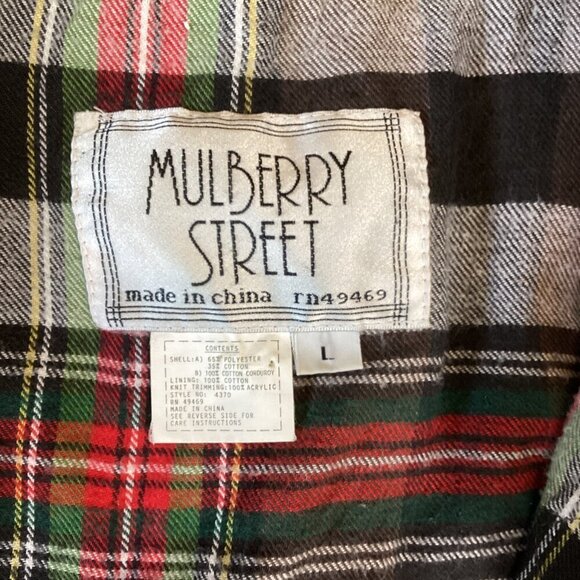 MULBERRY
STREET
made in china rn49469
L
CONTENTS
SHELL:A) 65% POLYESTER
35% COTTON
B) 100% COTTON CORDUROY
LINING: 100% COTTON
KNIT TRIMMING:100% ACRYLIC
STYLE NO: 4370
RN 49469
MADE IN CHINA
SEE REVERSE SIDE FOR
CARE INSTRUCTIONS